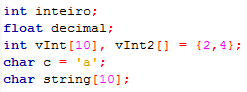 int inteiro;
float decimal;
int vInt[10], vInt2[] = {2,4};
char c = 'a';
char string[10];